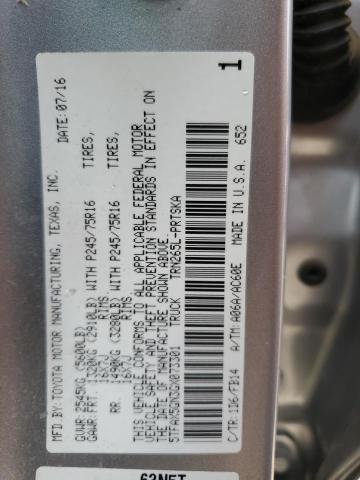 MFD.BY: TOYOTA MOTOR MANUFACTURING, TEXAS, INC. DATE: 07/16
GVWR 2545KG (5600LB)
GAWR FRT. 1320KG (2910LB) WITH P245/75R16 TIRES,
16X7J RIMS
RR. 1490KG (3280LB) WITH P245/75R16 TIRES,
16X7J RIMS
THIS VEHICLE CONFORMS TO ALL APPLICABLE FEDERAL MOTOR
VEHICLE SAFETY AND THEFT PREVENTION STANDARDS IN EFFECT ON
THE DATE OF MANUFACTURE SHOWN ABOVE.
5TFAX5GN3GX073301 TRUCK TRN265L-PRTSKA 1
C/TR: 1D6/FB14 A/TM: A06A/AC60E MADE IN U.S.A. 652
63NET